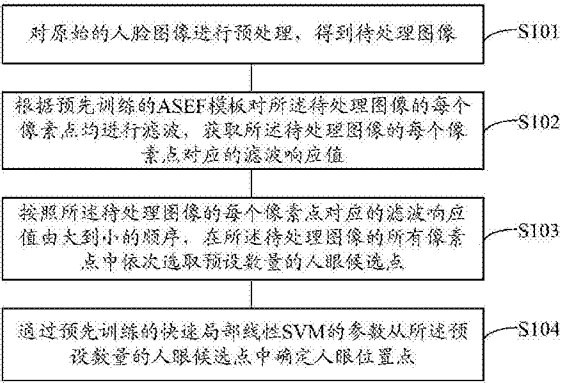 对原始的人脸图像进行预处理，得到待处理图像
S101
根据预先训练的ASEF模板对所述待处理图像的每个
像素点均进行滤波，获取所述待处理图像的每个像
素点对应的滤波响应值
S102
按照所述待处理图像的每个像素点对应的滤波响应
值由大到小的顺序，在所述待处理图像的所有像素
点中依次选取预设数量的人眼候选点
S103
通过预先训练的快速局部线性SVM的参数从所述预
设数量的人眼候选点中确定人眼位置点
S104